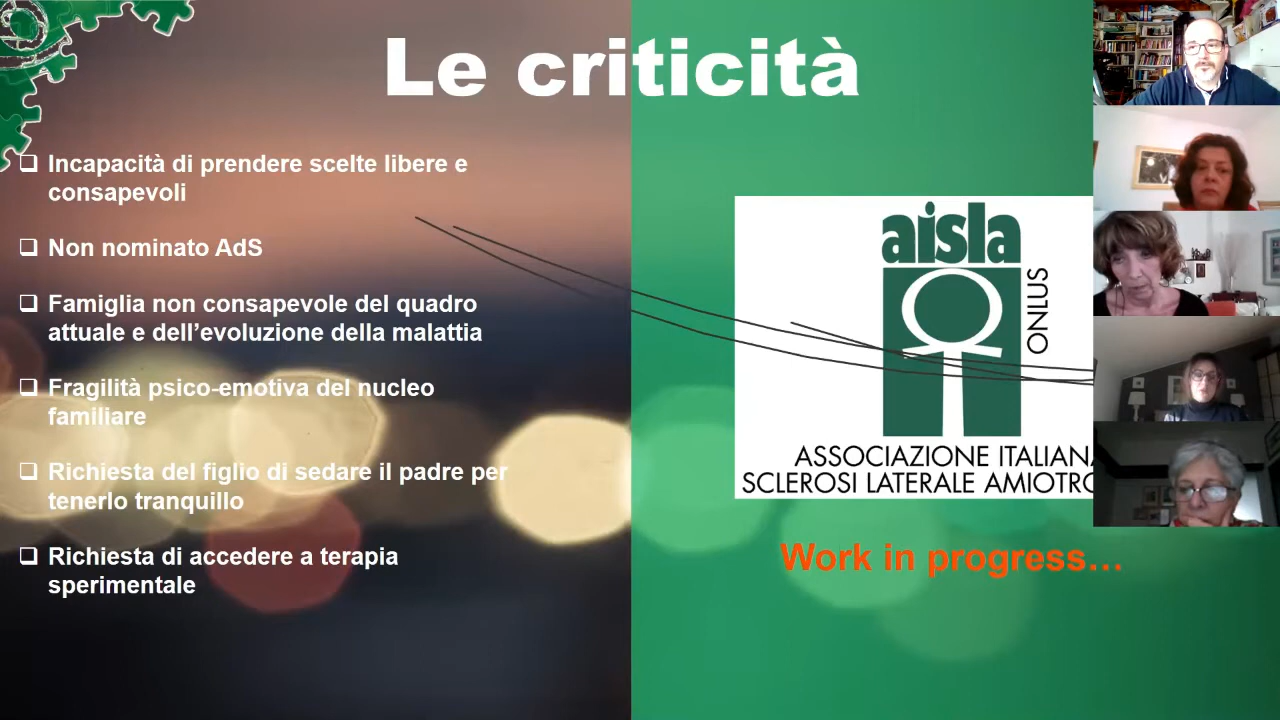 Le criticità
Incapacità di prendere scelte libere e
consapevoli
Non nominato AdS
Famiglia non consapevole del quadro
attuale e dell’evoluzione della malattia
Fragilità psico-emotiva del nucleo
familiare
Richiesta del figlio di sedare il padre per
tenerlo tranquillo
Richiesta di accedere a terapia
sperimentale
aisla
ONLUS
ASSOCIAZIONE ITALIANA
SCLEROSI LATERALE AMIOTRO
Work in progress…